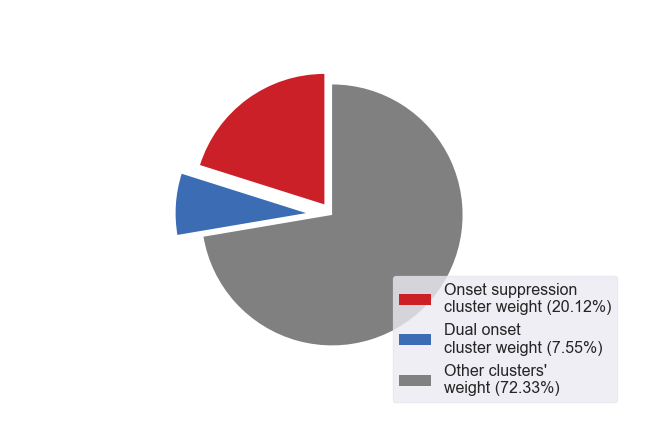 Onset suppression
cluster weight (20.12%)
Dual onset
cluster weight (7.55%)
Other clusters'
weight (72.33%)